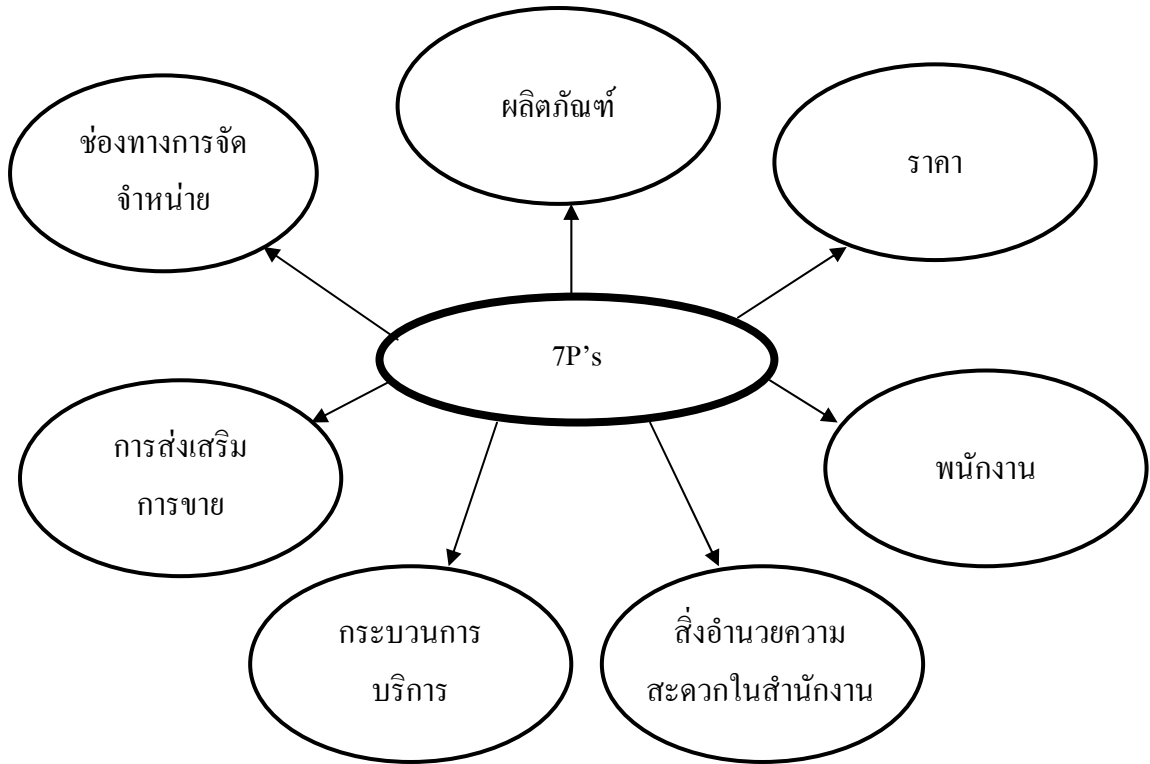 ผลิตภัณฑ์
ช่องทางการจัด
จำหน่าย
ราคา
7P’s
การส่งเสริม
การขาย
พนักงาน
กระบวนการ
บริการ
สิ่งอำนวยความ
สะดวกในสำนักงาน